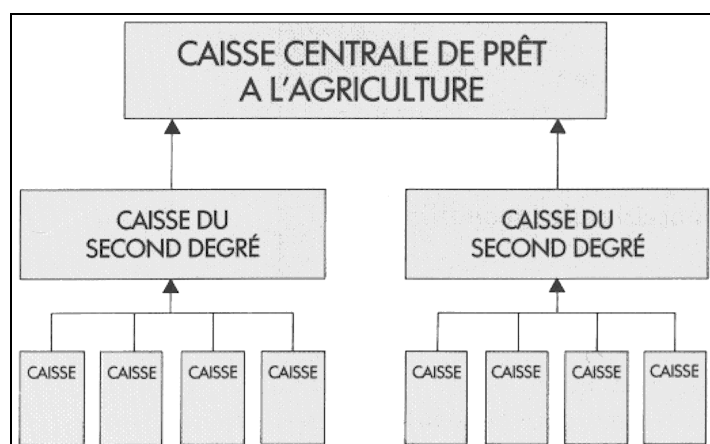 CAISSE CENTRALE DE PRÊT
A L'AGRICULTURE
CAISSE DU
SECOND DEGRÉ
CAISSE DU
SECOND DEGRÉ
CAISSE
CAISSE
CAISSE
CAISSE
CAISSE
CAISSE
CAISSE
CAISSE